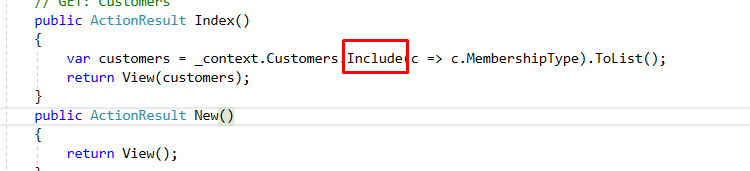 // GET: Customers
public ActionResult Index()
{
var customers = _context.Customers.Include(c => c.MembershipType).ToList();
return View(customers);
}
public ActionResult New()
{
return View();
}